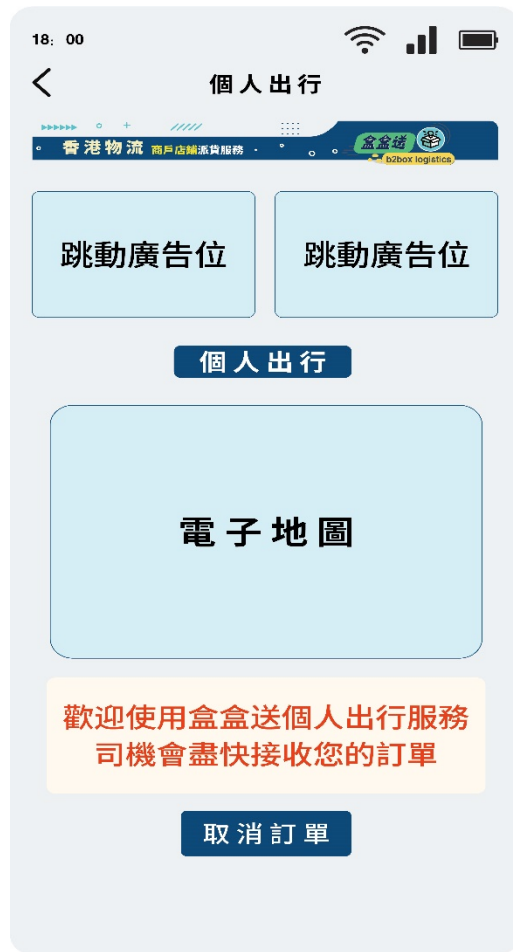 18: 00
個人出行
香港物流 商戶店鋪派貨服務
盒盒送
b2box logistics
跳動廣告位
跳動廣告位
個人出行
電子地圖
歡迎使用盒盒送個人出行服務
司機會盡快接收您的訂單
取消訂單